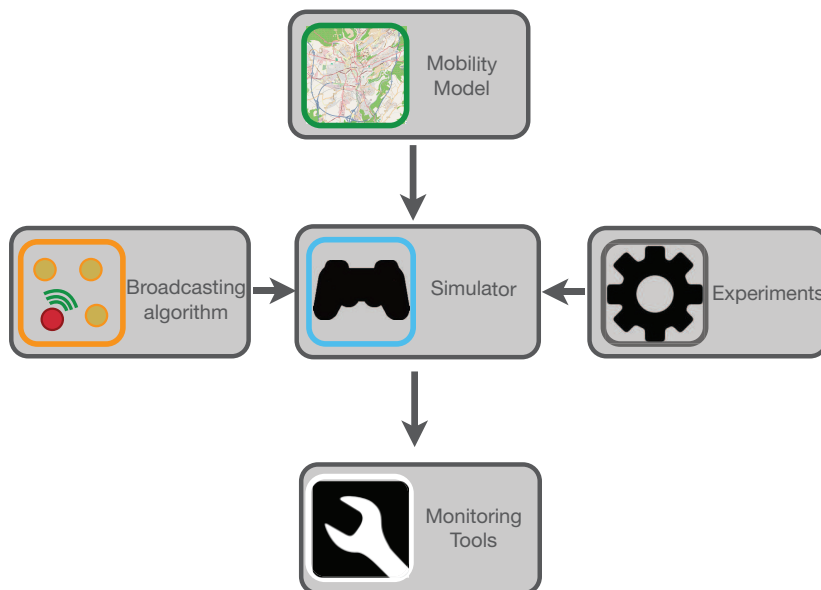 Mobility
Model
Broadcasting
algorithm
Simulator
Experiments
Monitoring
Tools